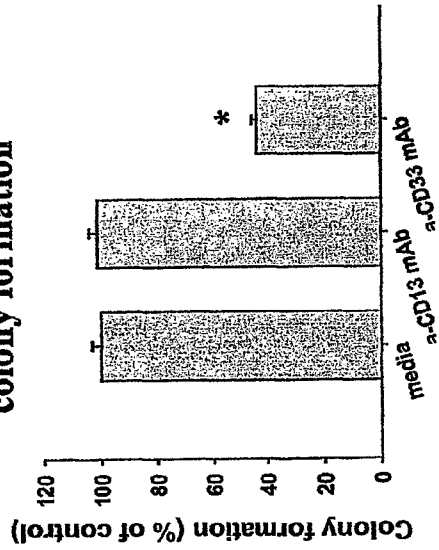 colony formation
Colony formation (% of control)
120
100
80
60
40
20
0
*
media
a-CD13 mAb
a-CD33 mAb